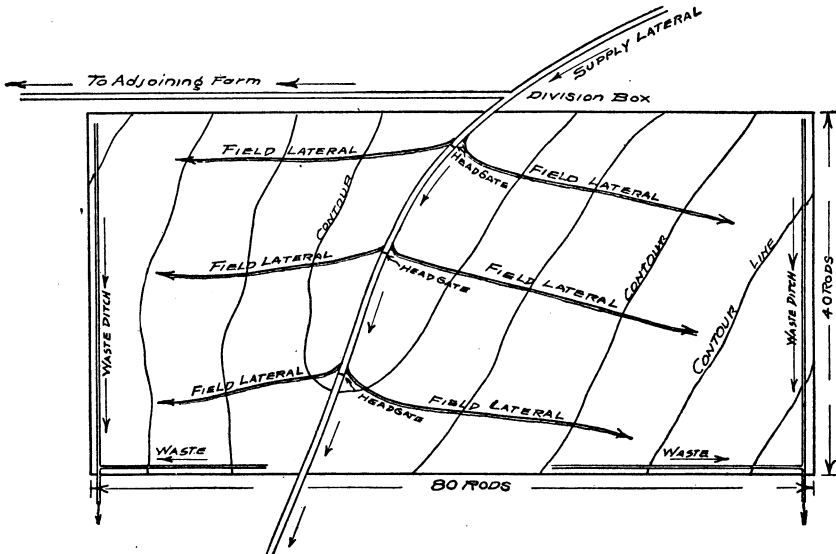 SUPPLY LATERAL
To Adjoining Farm
DIVISION BOX
FIELD LATERAL
HEADGATE
FIELD LATERAL
CONTOUR
CONTOUR
LINE
FIELD LATERAL
HEADGATE
FIELD LATERAL
WASTE DITCH
WASTE DITCH
40 RODS
CONTOUR
FIELD LATERAL
HEADGATE
FIELD LATERAL
WASTE
WASTE
80 RODS